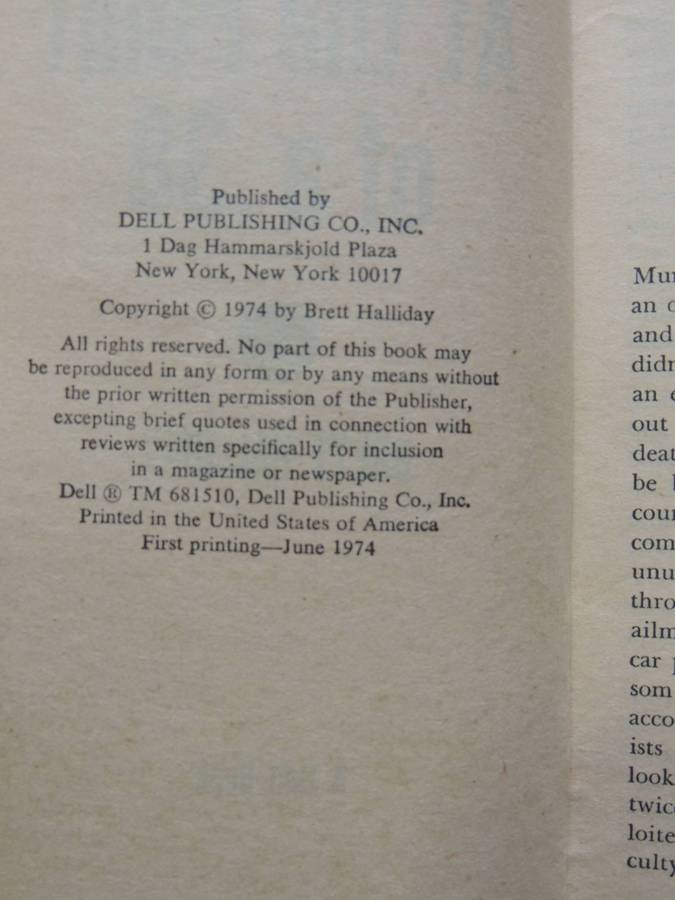 Published by
DELL PUBLISHING CO., INC.
1 Dag Hammarskjold Plaza
New York, New York 10017
Copyright © 1974 by Brett Halliday
All rights reserved. No part of this book may
be reproduced in any form or by any means without
the prior written permission of the Publisher,
excepting brief quotes used in connection with
reviews written specifically for inclusion
in a magazine or newspaper.
Dell ® TM 681510, Dell Publishing Co., Inc.
Printed in the United States of America
First printing—June 1974
an
and
an
out
be
car
ists